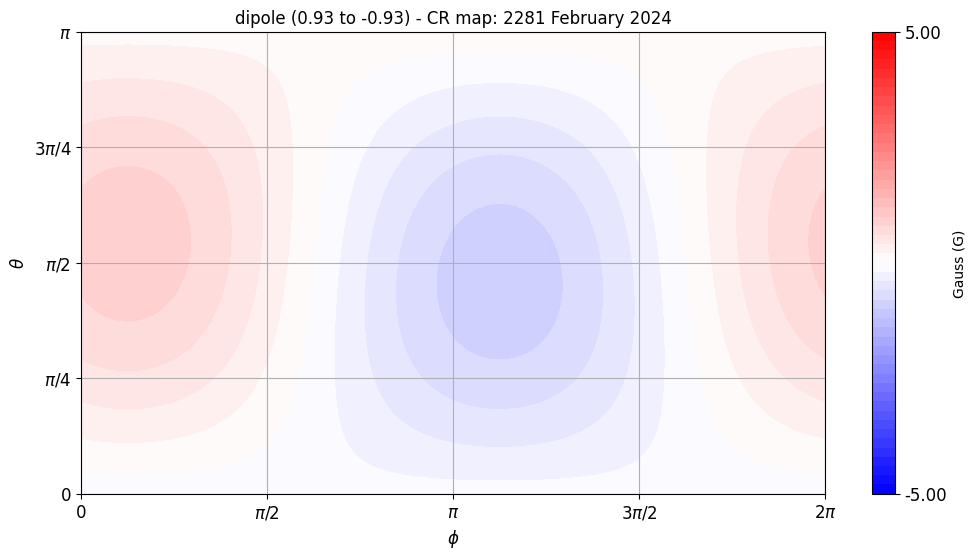 dipole (0.93 to -0.93) - CR map: 2281 February 2024
π
3π/4
π/2
π/4
0
θ
0
π/2
π
3π/2
2π
ϕ
5.00
-5.00
Gauss (G)